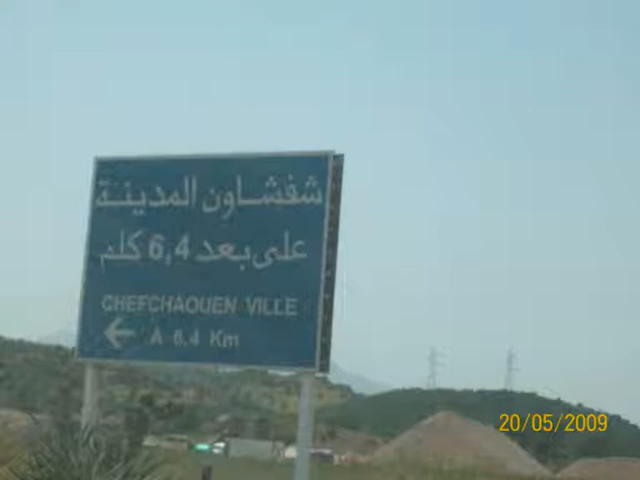 شفشاون المدينة
على بعد 6,4 كلم
CHEFCHAOUEN VILLE
← A 6.4 Km
20/05/2009